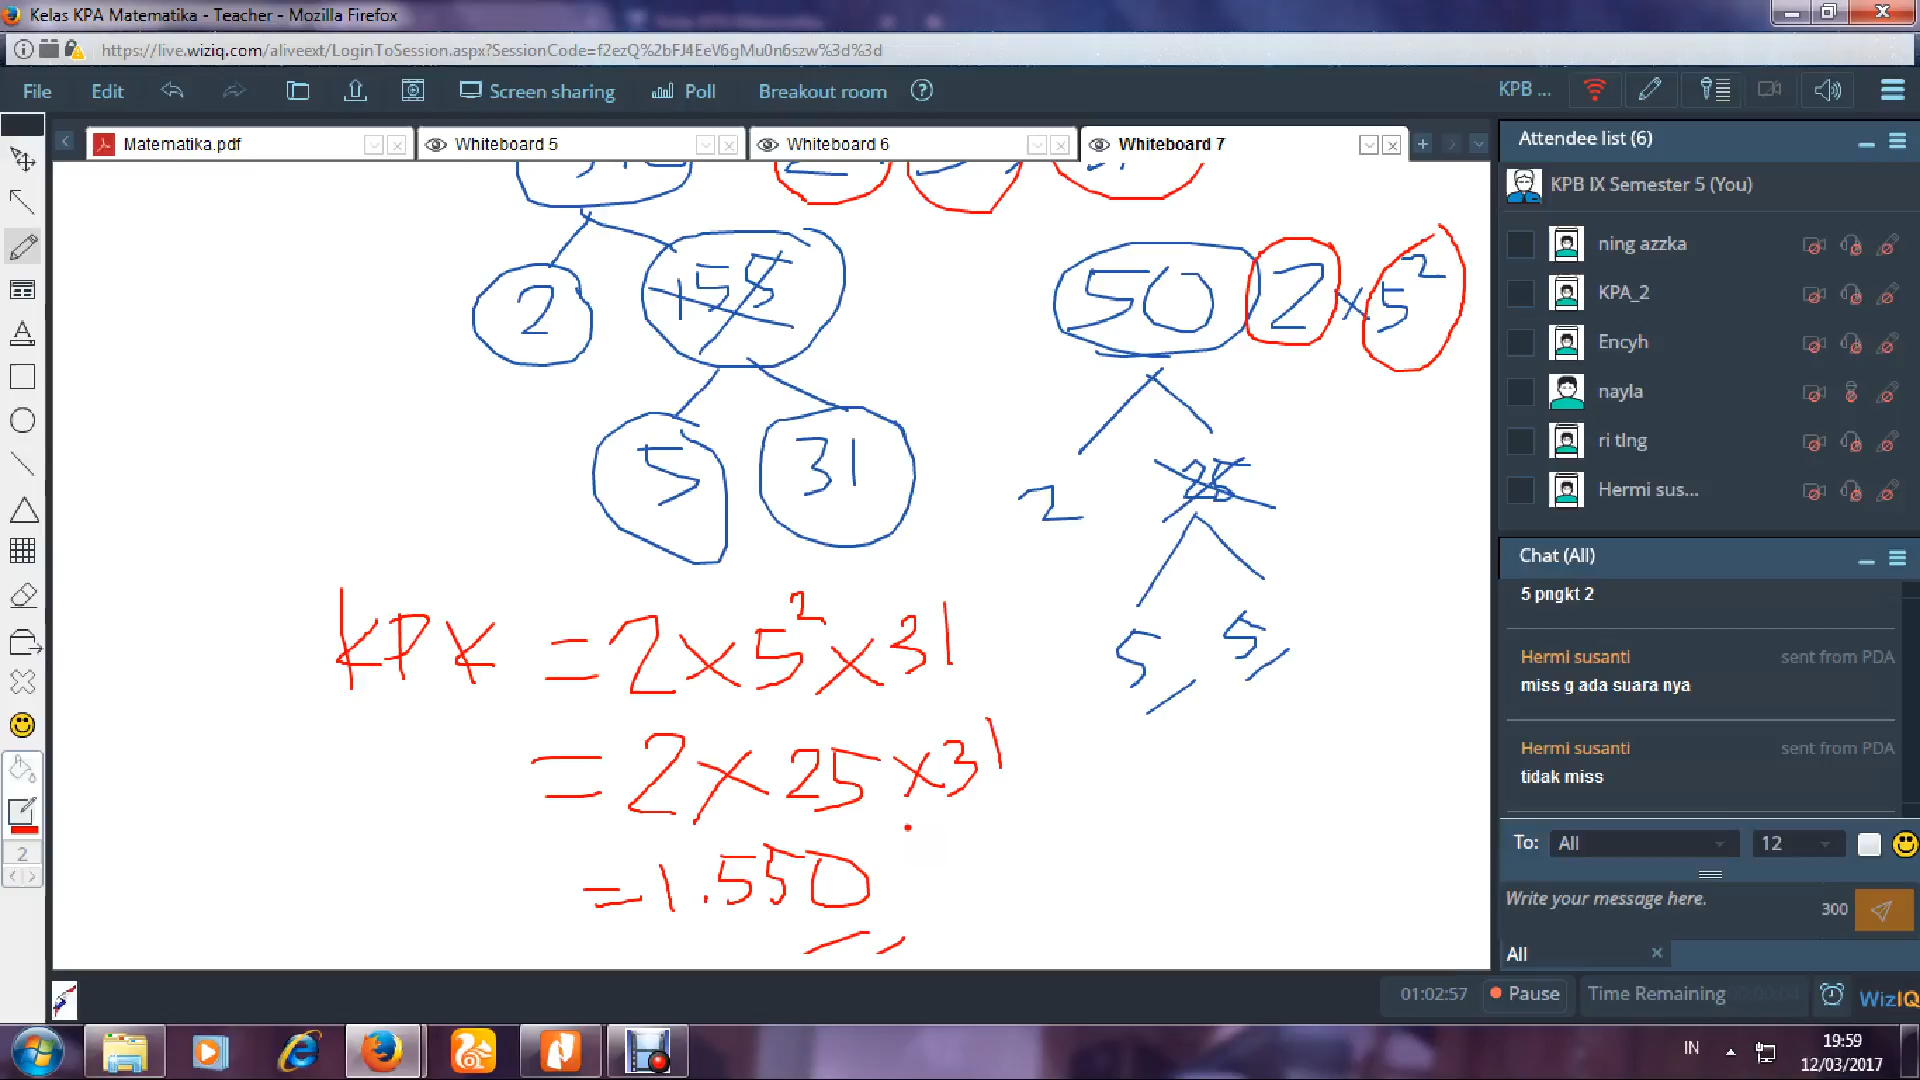 Kelas KPA Matematika - Teacher - Mozilla Firefox
https://live.wiziq.com/aliveext/LoginToSession.aspx?SessionCode=f2ezQ%2bFJ4EeV6gMu0n6szw%3d%3d
File Edit Screen sharing Poll Breakout room KPB ...
Matematika.pdf Whiteboard 5 Whiteboard 6 Whiteboard 7
2 155 50 2 × 5²
5 31 2 25
5 5
KPK = 2 × 5² × 31
= 2 × 25 × 31
= 1.550
Attendee list (6)
KPB IX Semester 5 (You)
ning azzka
KPA_2
Encyh
nayla
ri tlng
Hermi sus...
Chat (All)
5 pngkt 2
Hermi susanti sent from PDA
miss g ada suara nya
Hermi susanti sent from PDA
tidak miss
To: All 12
Write your message here.
300
All
2
01:02:57 Pause Time Remaining WizIQ
IN 19:59
12/03/2017